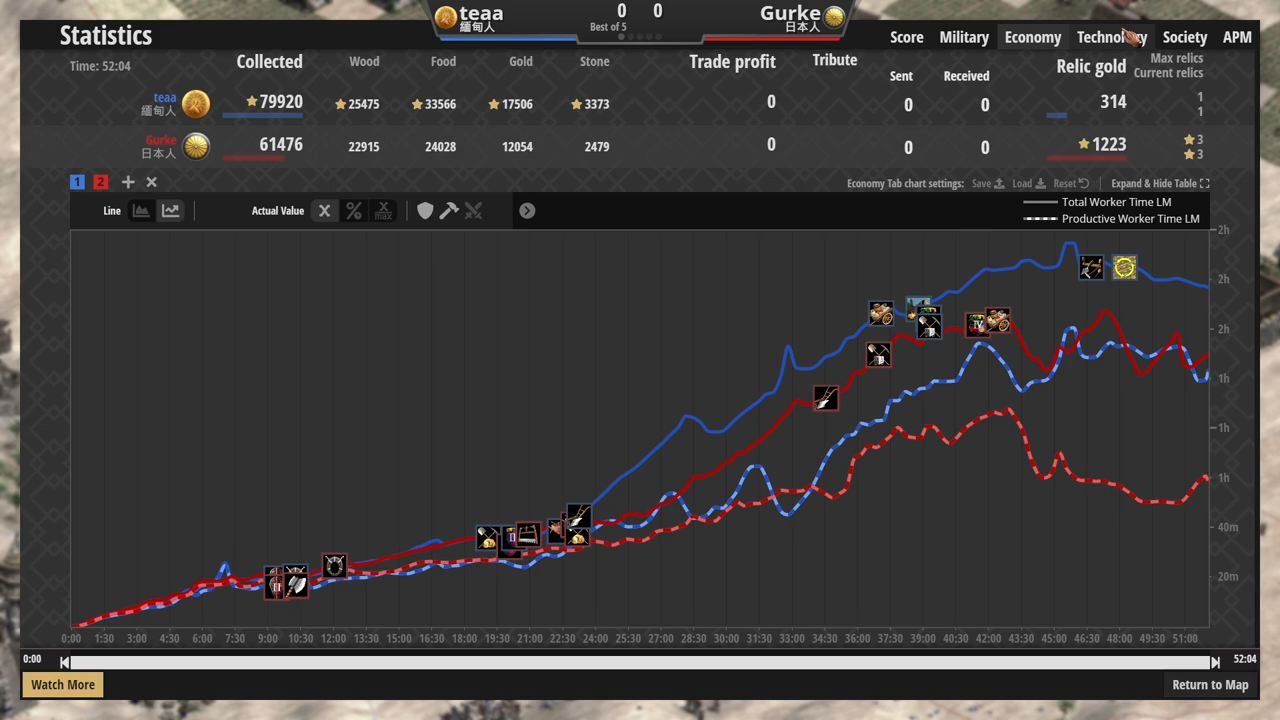 teaa
緬甸人
0 0
Best of 5
Gurke
日本人
Statistics
Score Military Economy Technology Society APM
Time: 52:04
Collected Wood Food Gold Stone Trade profit Tribute Sent Received Relic gold Max relics
Current relics
teaa
緬甸人
79920 25475 33566 17506 3373 0 0 0 314 1
1
Gurke
日本人
61476 22915 24028 12054 2479 0 0 0 1223 3
3
1 2
Economy Tab chart settings: Save Load Reset Expand & Hide Table
Line Actual Value X % X max
Total Worker Time LM
Productive Worker Time LM
2h
2h
2h
1h
1h
1h
40m
20m
0:00 1:30 3:00 4:30 6:00 7:30 9:00 10:30 12:00 13:30 15:00 16:30 18:00 19:30 21:00 22:30 24:00 25:30 27:00 28:30 30:00 31:30 33:00 34:30 36:00 37:30 39:00 40:30 42:00 43:30 45:00 46:30 48:00 49:30 51:00
0:00 52:04
Watch More Return to Map